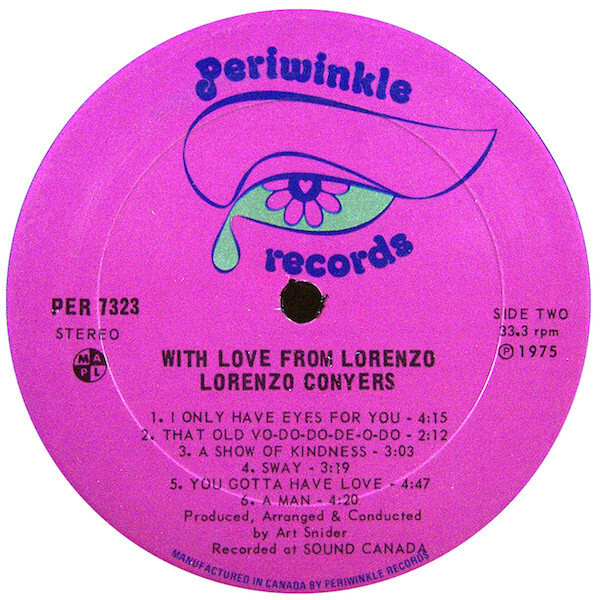 periwinkle
records
PER 7323
STEREO
M A
P L
SIDE TWO
33.3 rpm
℗ 1975
WITH LOVE FROM LORENZO
LORENZO CONYERS
1. I ONLY HAVE EYES FOR YOU - 4:15
2. THAT OLD VO-DO-DO-DE-O-DO - 2:12
3. A SHOW OF KINDNESS - 3:03
4. SWAY - 3:19
5. YOU GOTTA HAVE LOVE - 4:47
6. A MAN - 4:20
Produced, Arranged & Conducted
by Art Snider
Recorded at SOUND CANADA
MANUFACTURED IN CANADA BY PERIWINKLE RECORDS